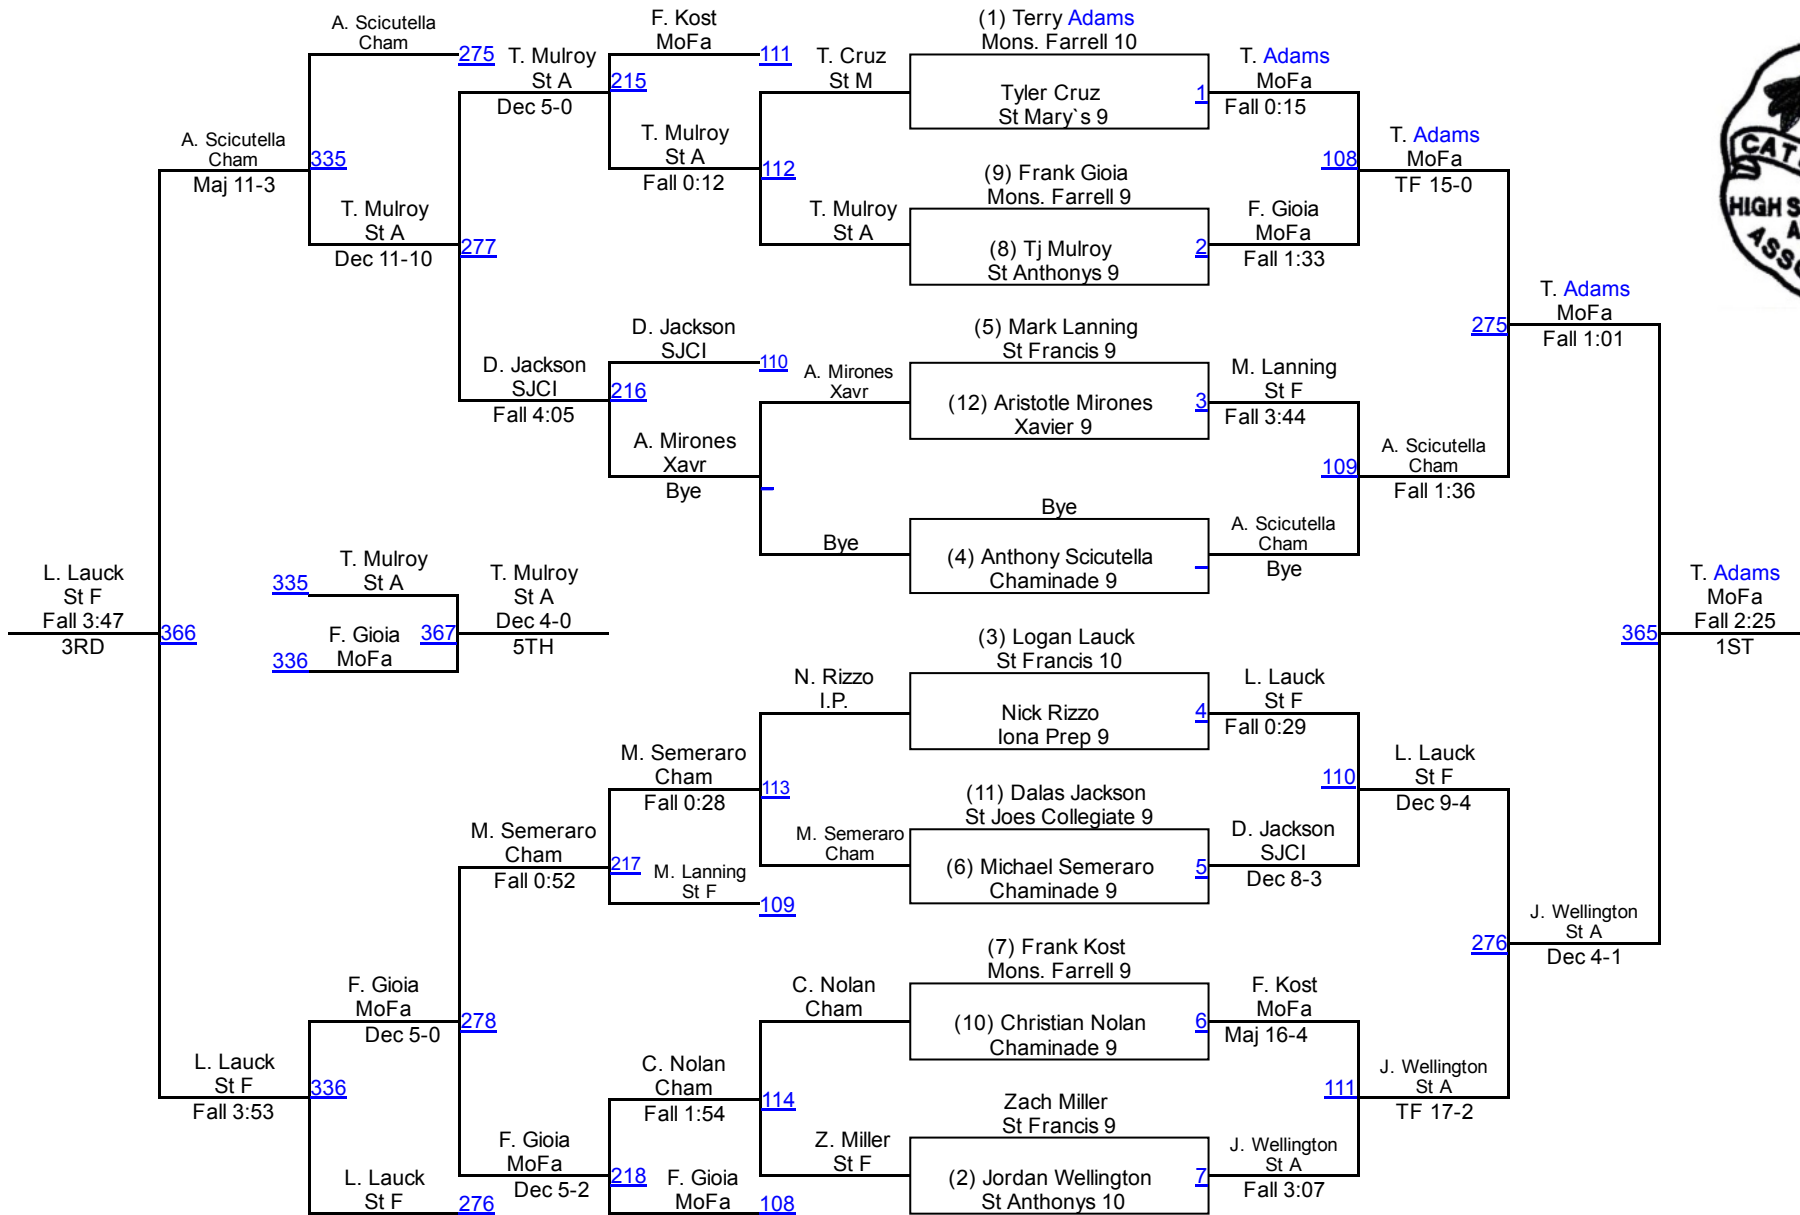 A. Scicutella
Cham
275
T. Mulroy
St A
Dec 5-0
215
F. Kost
MoFa
111
T. Cruz
St M
(1) Terry Adams
Mons. Farrell 10
Tyler Cruz
St Mary`s 9
1
T. Adams
MoFa
Fall 0:15
A. Scicutella
Cham
Maj 11-3
335
T. Mulroy
St A
Fall 0:12
112
(9) Frank Gioia
Mons. Farrell 9
108
T. Adams
MoFa
TF 15-0
T. Mulroy
St A
Dec 11-10
277
T. Mulroy
St A
(8) Tj Mulroy
St Anthonys 9
2
F. Gioia
MoFa
Fall 1:33
CAT
HIGH S
A
ASSO
D. Jackson
SJCI
110
(5) Mark Lanning
St Francis 9
275
T. Adams
MoFa
Fall 1:01
D. Jackson
SJCI
Fall 4:05
216
A. Mirones
Xavr
(12) Aristotle Mirones
Xavier 9
3
M. Lanning
St F
Fall 3:44
A. Mirones
Xavr
Bye
109
A. Scicutella
Cham
Fall 1:36
Bye
Bye
(4) Anthony Scicutella
Chaminade 9
A. Scicutella
Cham
Bye
L. Lauck
St F
Fall 3:47
3RD
366
335
T. Mulroy
St A
336
F. Gioia
MoFa
367
T. Mulroy
St A
Dec 4-0
5TH
365
T. Adams
MoFa
Fall 2:25
1ST
(3) Logan Lauck
St Francis 10
N. Rizzo
I.P.
Nick Rizzo
Iona Prep 9
4
L. Lauck
St F
Fall 0:29
M. Semeraro
Cham
Fall 0:28
113
(11) Dalas Jackson
St Joes Collegiate 9
110
L. Lauck
St F
Dec 9-4
M. Semeraro
Cham
Fall 0:52
217
M. Lanning
St F
109
M. Semeraro
Cham
(6) Michael Semeraro
Chaminade 9
5
D. Jackson
SJCI
Dec 8-3
276
J. Wellington
St A
Dec 4-1
F. Gioia
MoFa
Dec 5-0
278
C. Nolan
Cham
(7) Frank Kost
Mons. Farrell 9
(10) Christian Nolan
Chaminade 9
6
F. Kost
MoFa
Maj 16-4
L. Lauck
St F
Fall 3:53
336
C. Nolan
Cham
Fall 1:54
114
Zach Miller
St Francis 9
111
J. Wellington
St A
TF 17-2
L. Lauck
St F
276
F. Gioia
MoFa
Dec 5-2
218
F. Gioia
MoFa
108
Z. Miller
St F
(2) Jordan Wellington
St Anthonys 10
7
J. Wellington
St A
Fall 3:07